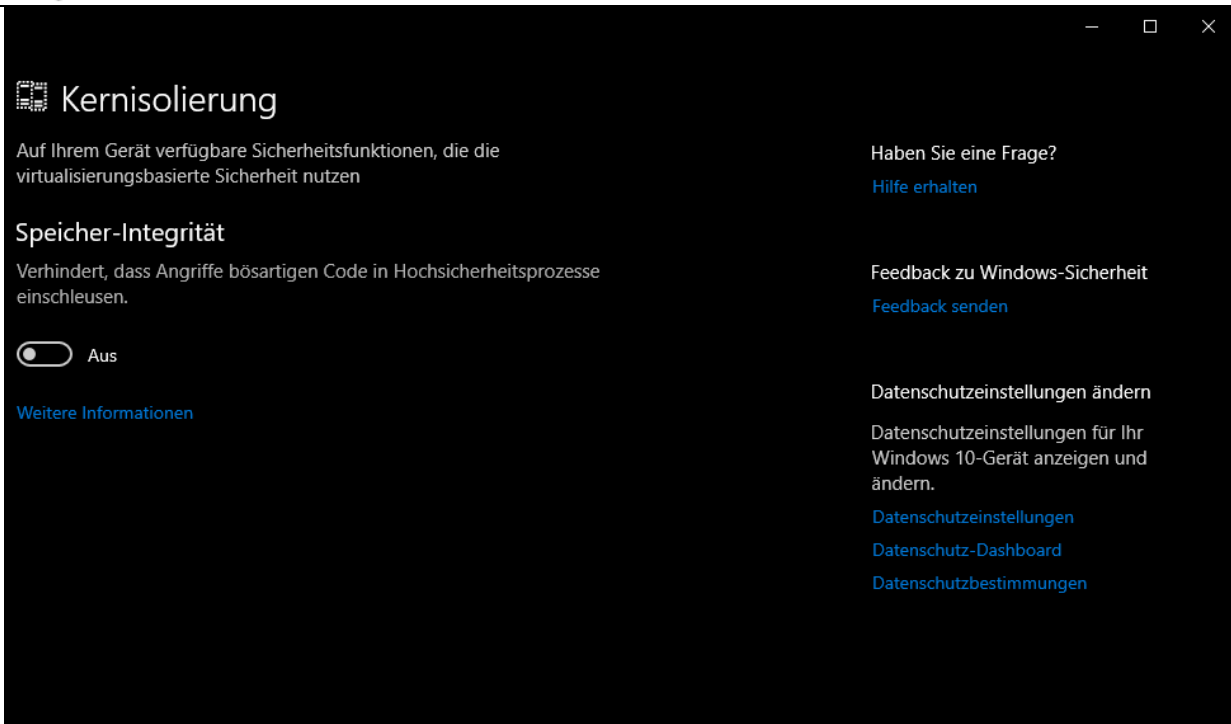 Kernisolierung
Auf Ihrem Gerät verfügbare Sicherheitsfunktionen, die die
virtualisierungsbasierte Sicherheit nutzen
Speicher-Integrität
Verhindert, dass Angriffe bösartigen Code in Hochsicherheitsprozesse
einschleusen.
Aus
Weitere Informationen
Haben Sie eine Frage?
Hilfe erhalten
Feedback zu Windows-Sicherheit
Feedback senden
Datenschutzeinstellungen ändern
Datenschutzeinstellungen für Ihr
Windows 10-Gerät anzeigen und
ändern.
Datenschutzeinstellungen
Datenschutz-Dashboard
Datenschutzbestimmungen